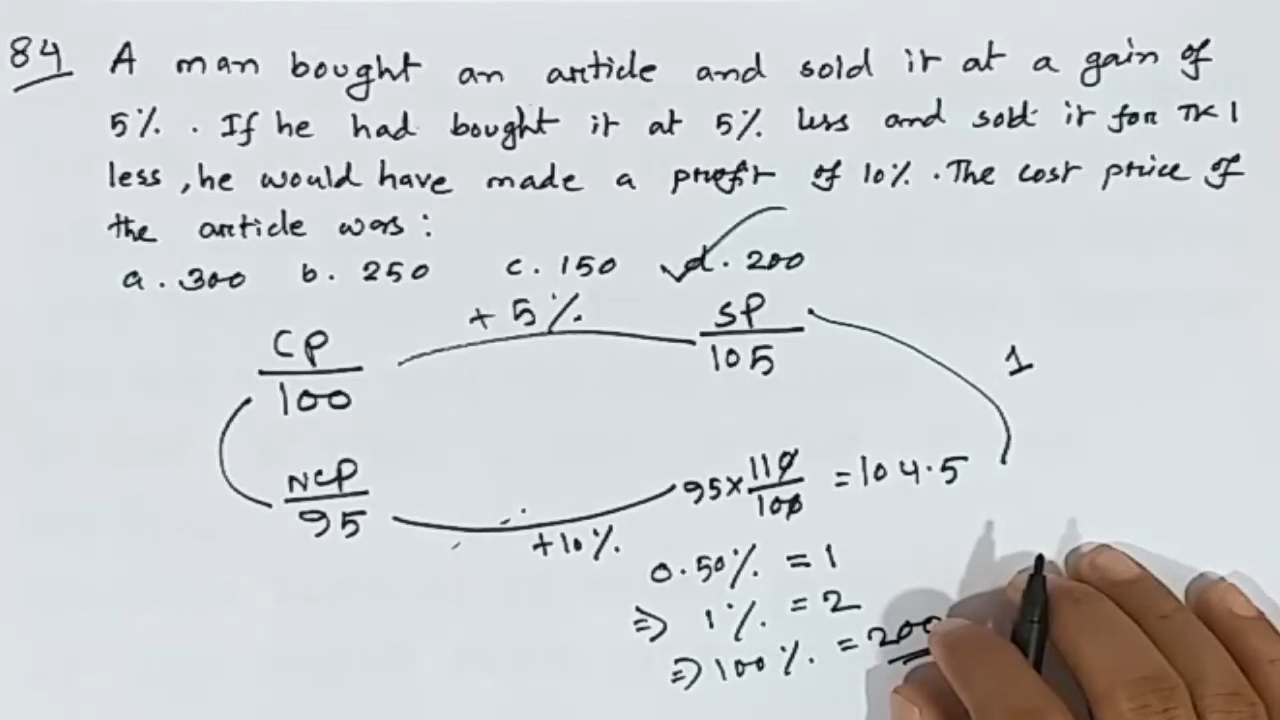 84 A man bought an article and sold it at a gain of
5%. If he had bought it at 5% less and sold it for TK 1
less, he would have made a profit of 10%. The cost price of
the article was:
a. 300 b. 250 c. 150 d. 200
CP + 5% SP
100 105
1
NCP 95 × 110/100 = 104.5
95 +10%
0.50% = 1
⇒ 1% = 2
⇒ 100% = 200